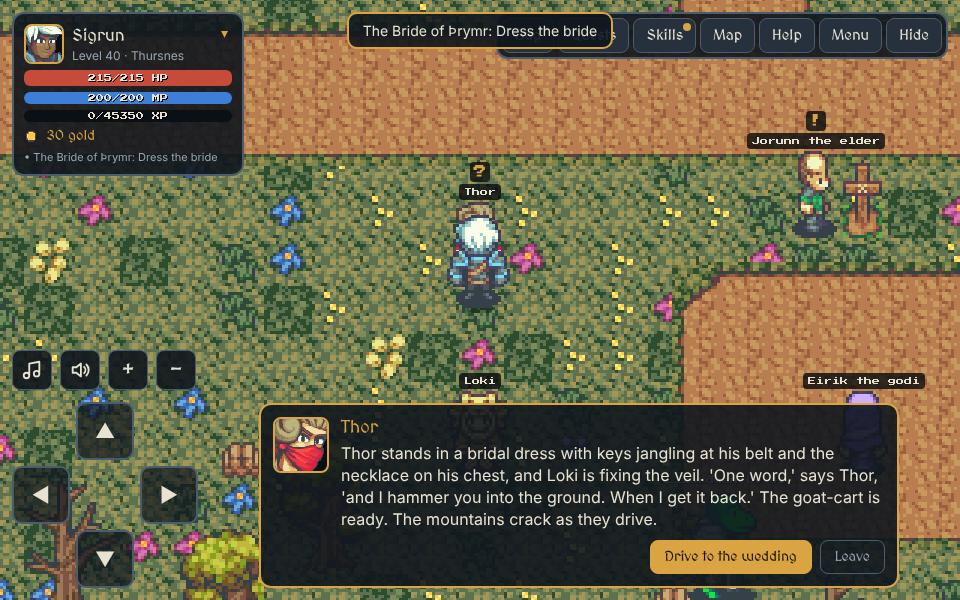 Sigrun
Level 40 · Thursnes
215/215 HP
200/200 MP
0/45350 XP
30 gold
• The Bride of Þrymr: Dress the bride
The Bride of Þrymr: Dress the bride
Skills
Map
Help
Menu
Hide
!
Jorunn the elder
?
Thor
Loki
Eirik the godi
+
-
Thor
Thor stands in a bridal dress with keys jangling at his belt and the
necklace on his chest, and Loki is fixing the veil. 'One word,' says Thor,
'and I hammer you into the ground. When I get it back.' The goat-cart is
ready. The mountains crack as they drive.
Drive to the wedding
Leave